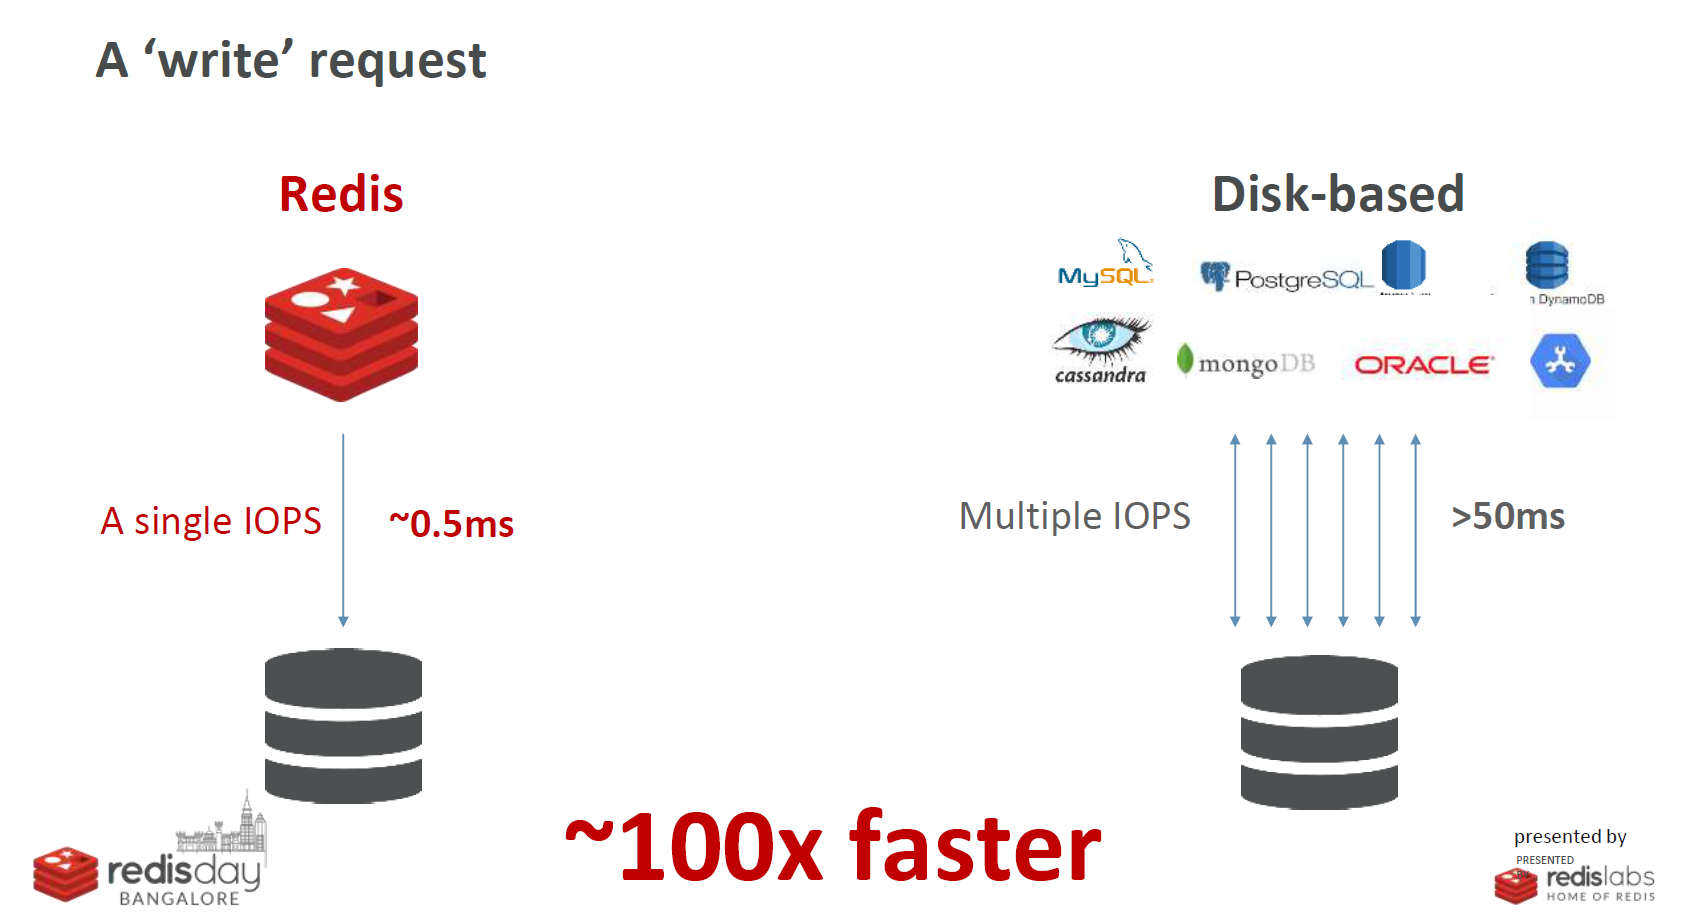 A ‘write’ request
Redis
Disk-based
MySQL
PostgreSQL
n DynamoDB
cassandra
mongoDB
ORACLE
A single IOPS
~0.5ms
Multiple IOPS
>50ms
~100x faster
redisday
BANGALORE
presented by
PRESENTED
redislabs
HOME OF REDIS